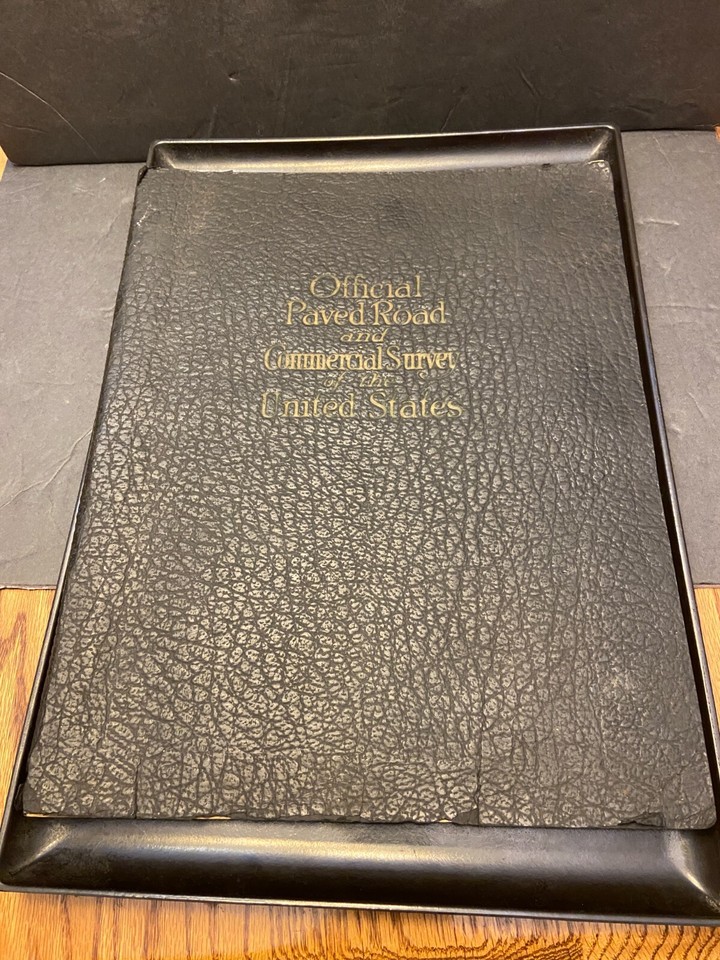 Official
Paved Road
and
Commercial Survey
of the
United States